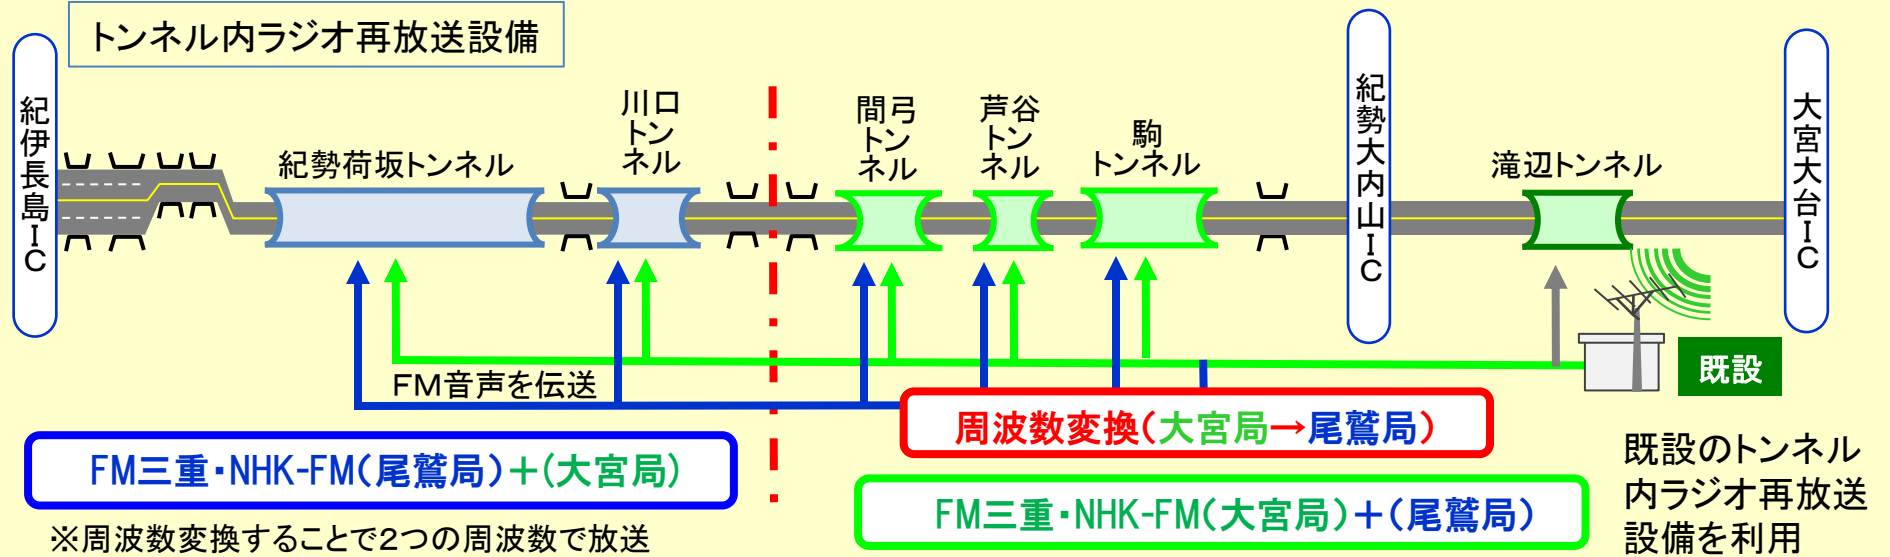 トンネル内ラジオ再放送設備
紀伊長島IC
紀勢荷坂トンネル
川口
トン
ネル
間弓
トン
ネル
芦谷
トン
ネル
駒
トンネル
紀勢大内山IC
滝辺トンネル
大宮大台IC
FM音声を伝送
既設
周波数変換(大宮局→尾鷲局)
FM三重・NHK-FM(尾鷲局)+(大宮局)
FM三重・NHK-FM(大宮局)+(尾鷲局)
既設のトンネル
内ラジオ再放送
設備を利用
※周波数変換することで2つの周波数で放送